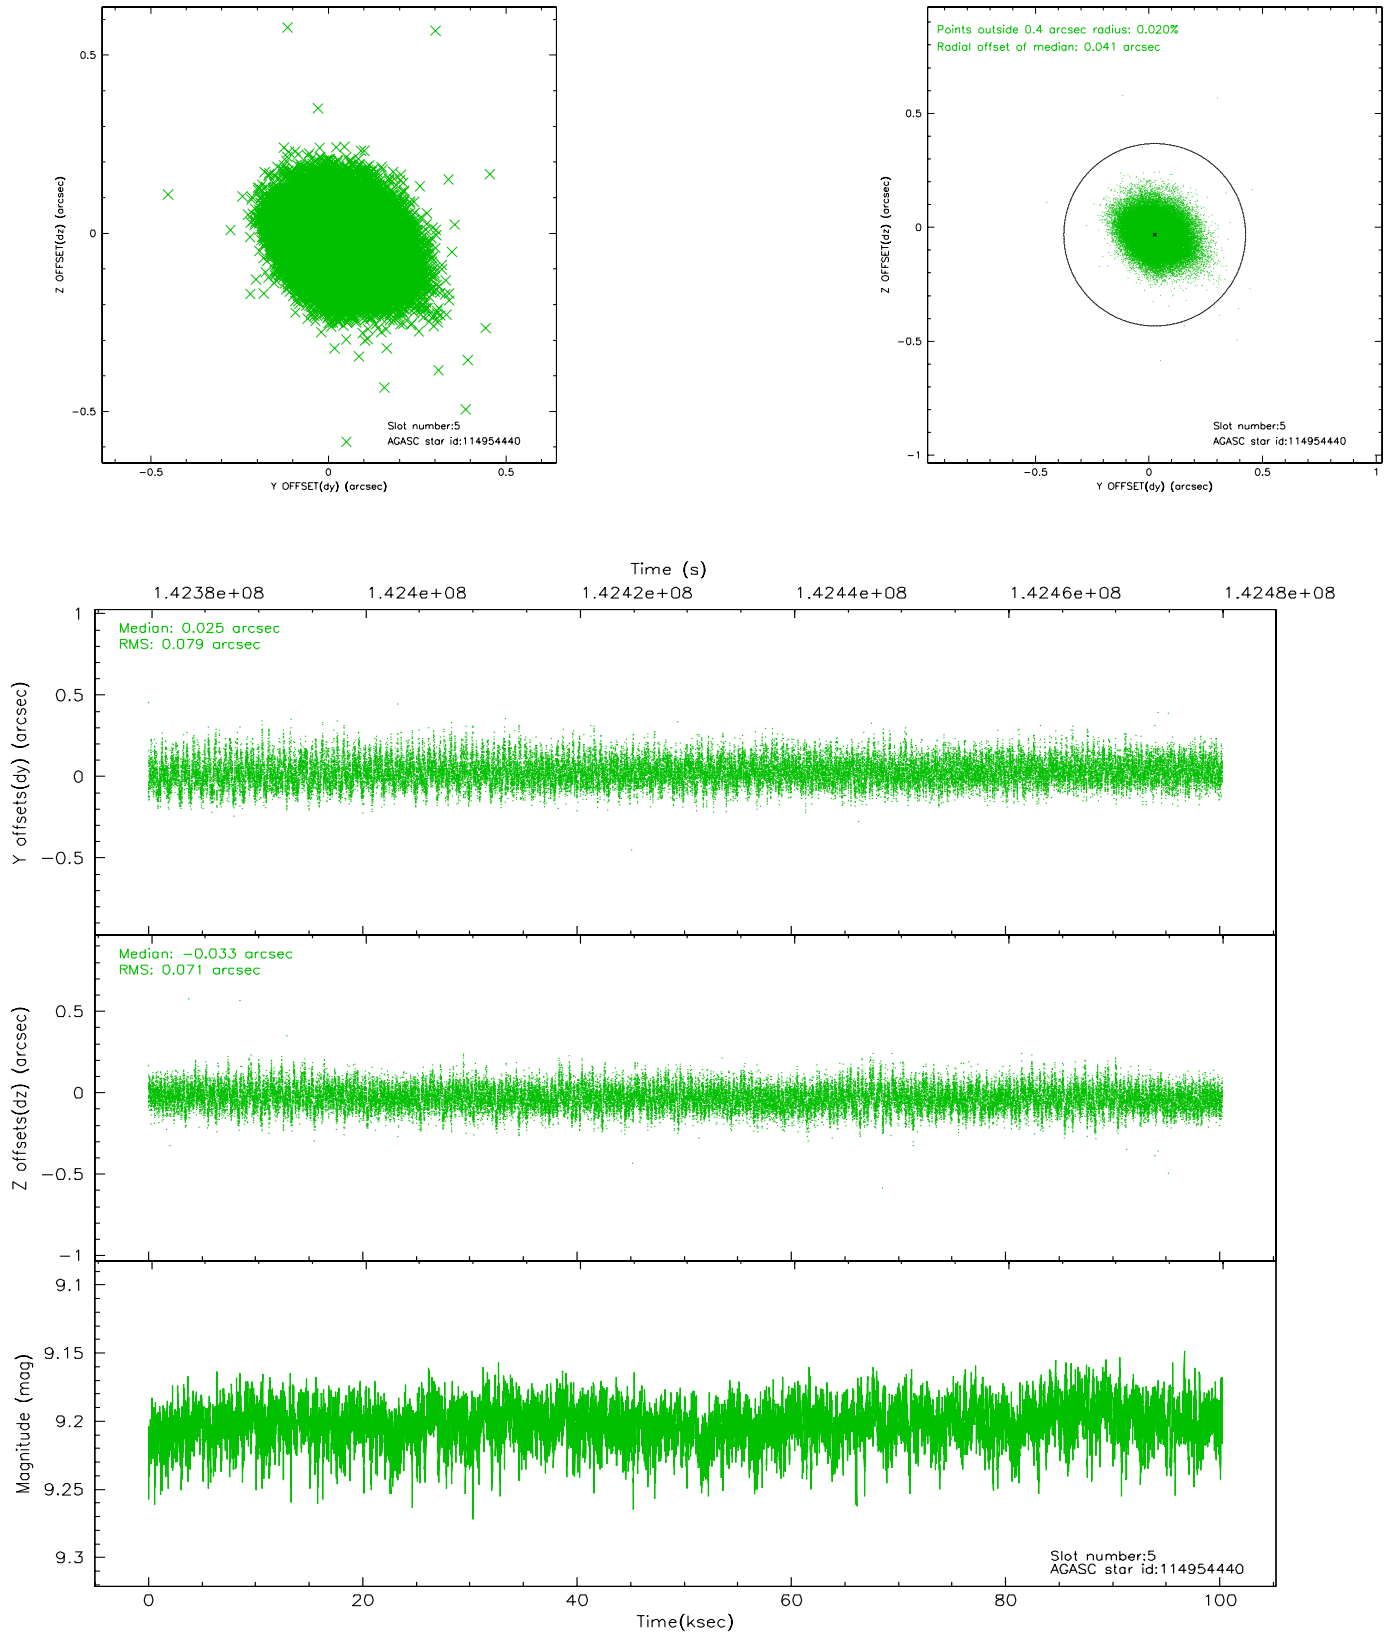 0.5
0
−0.5
Z OFFSET(dz) (arcsec)
−0.5
0
0.5
Y OFFSET(dy) (arcsec)
Slot number:5
AGASC star id:114954440
Points outside 0.4 arcsec radius: 0.020%
Radial offset of median: 0.041 arcsec
0.5
0
−0.5
−1
Z OFFSET(dz) (arcsec)
−0.5
0
0.5
1
Y OFFSET(dy) (arcsec)
Slot number:5
AGASC star id:114954440
Time (s)
1.4238e+08
1.424e+08
1.4242e+08
1.4244e+08
1.4246e+08
1.4248e+08
Median: 0.025 arcsec
RMS: 0.079 arcsec
1
0.5
0
−0.5
Y offsets(dy) (arcsec)
Median: −0.033 arcsec
RMS: 0.071 arcsec
0.5
0
−0.5
−1
Z offsets(dz) (arcsec)
9.1
9.15
9.2
9.25
9.3
Magnitude (mag)
Slot number:5
AGASC star id:114954440
0
20
40
60
80
100
Time(ksec)